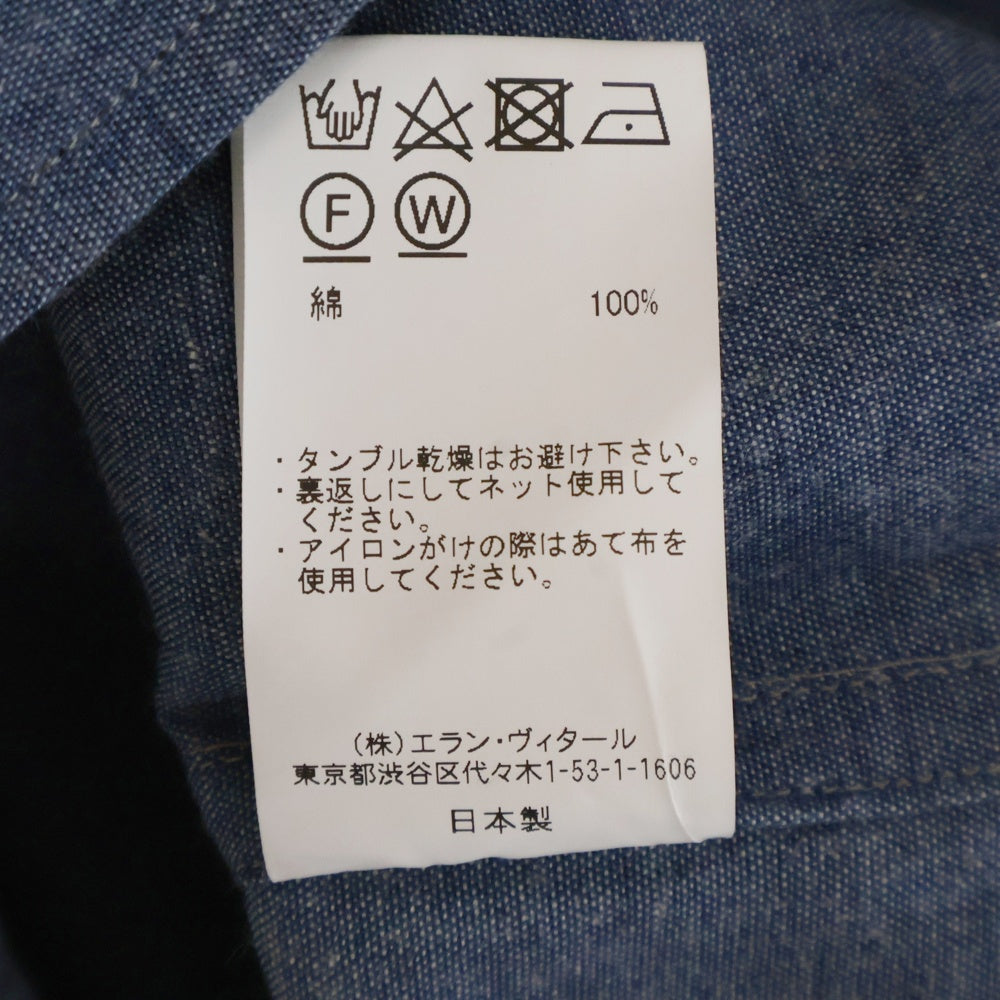 F W
綿 100%
・タンブル乾燥はお避け下さい。
・裏返しにしてネット使用して
ください。
・アイロンがけの際はあて布を
使用してください。
(株)エラン・ヴィタール
東京都渋谷区代々木1-53-1-1606
日本製